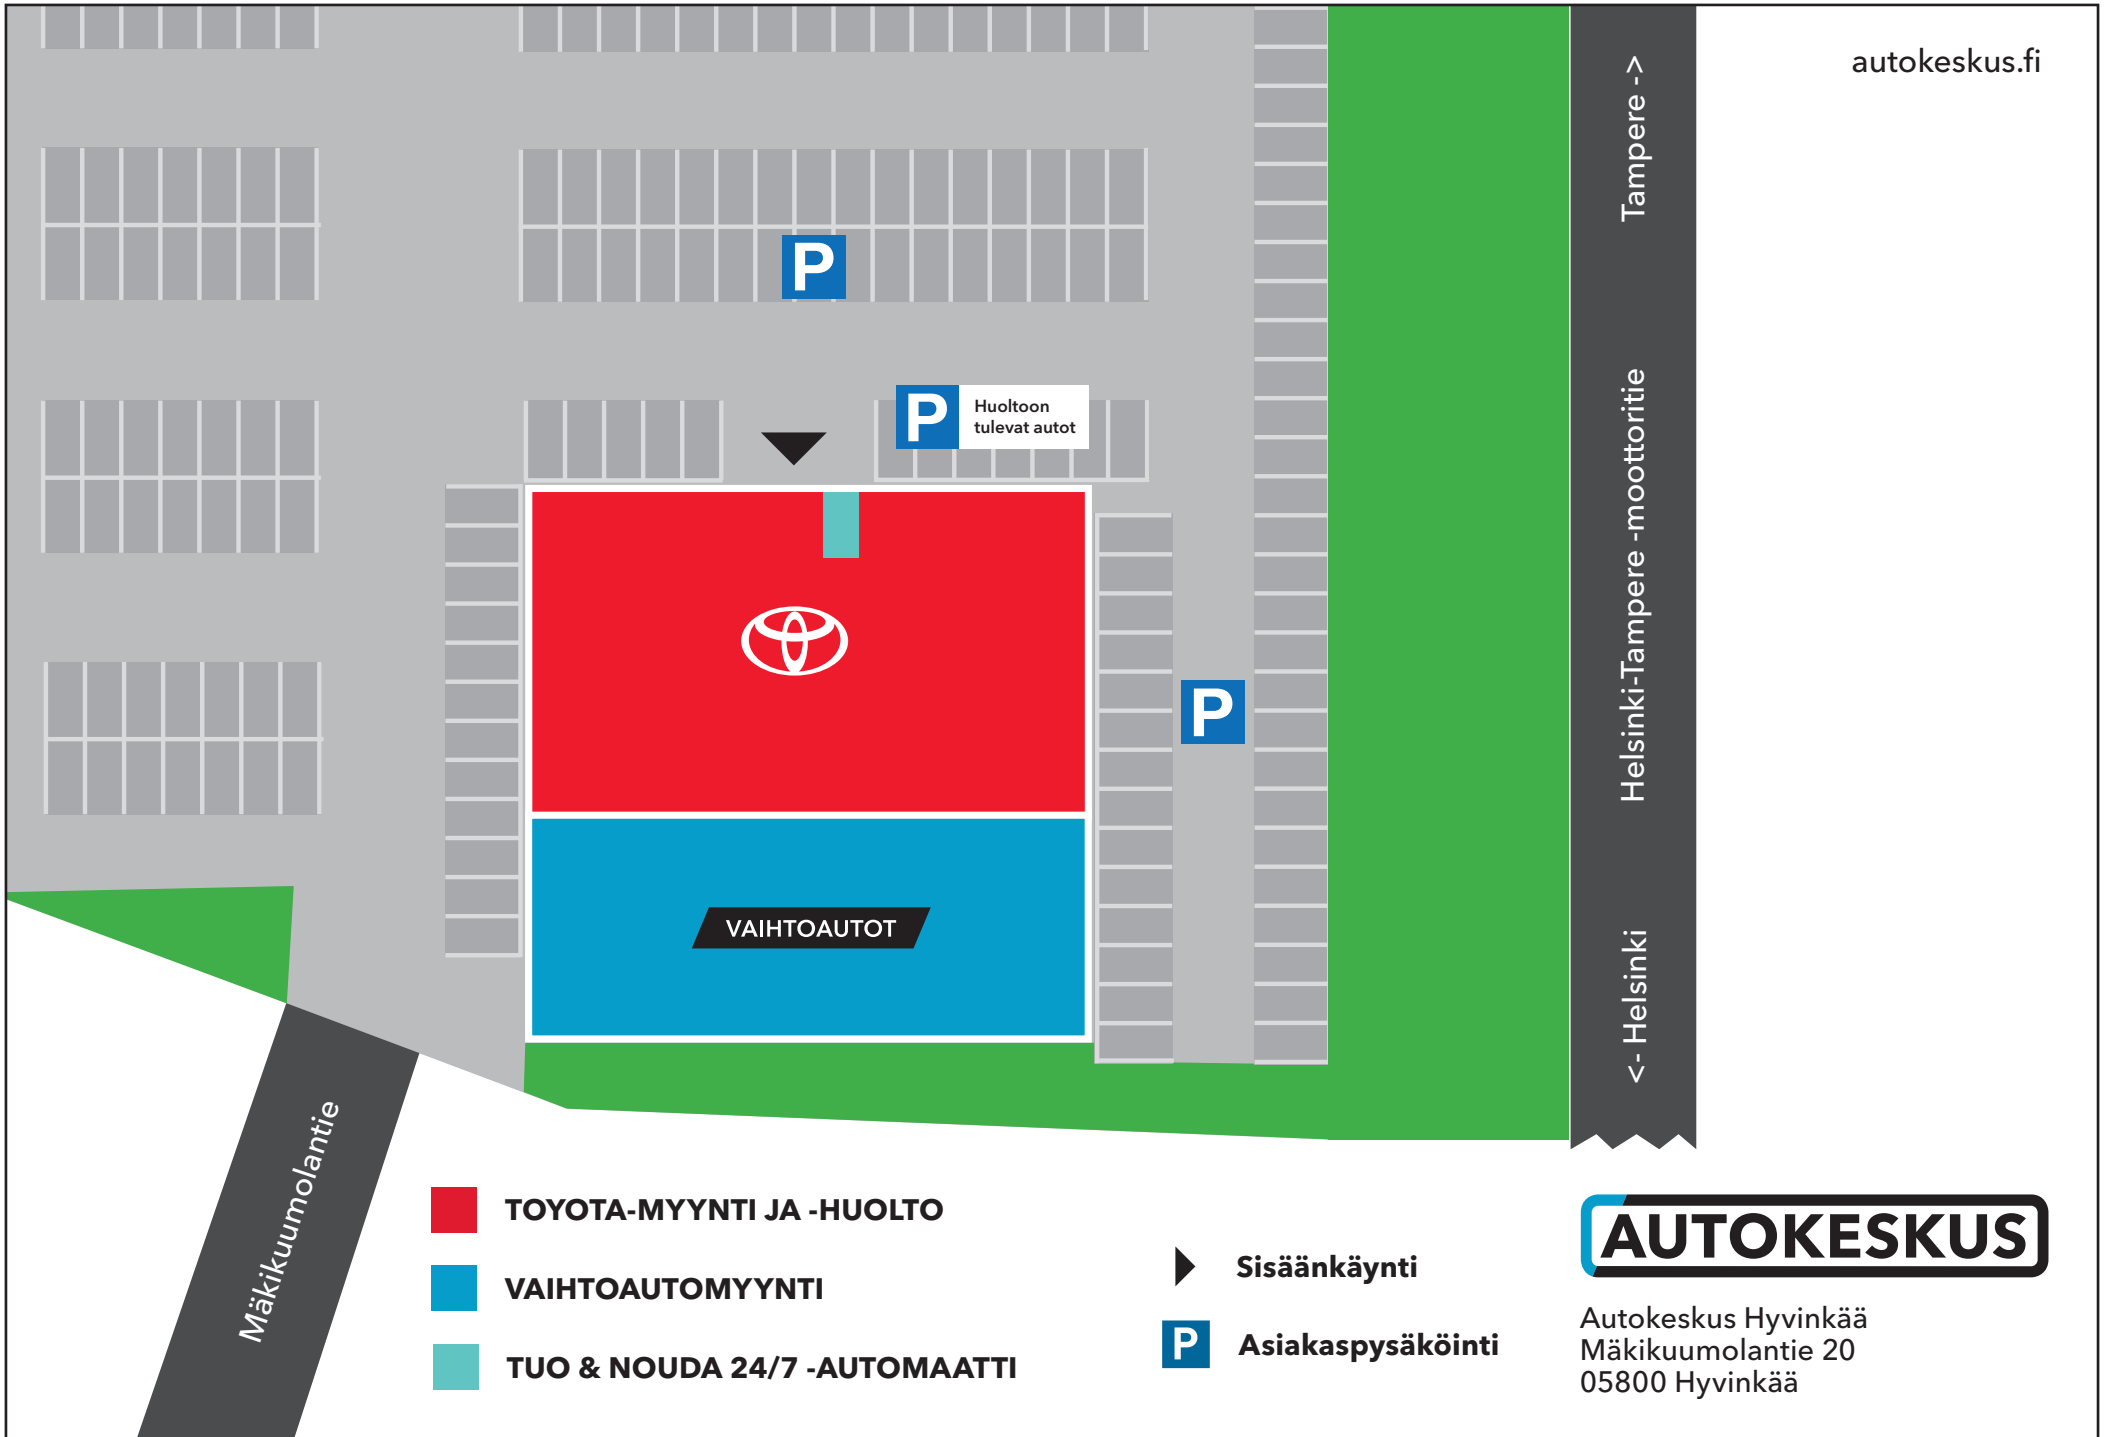 autokeskus.fi
Tampere ->
P
P
Huoltoon
tulevat autot
Helsinki-Tampere -moottoritie
P
VAIHTOAUTOT
<- Helsinki
Mäkikuumolantie
TOYOTA-MYYNTI JA -HUOLTO
VAIHTOAUTOMYYNTI
TUO & NOUDA 24/7 -AUTOMAATTI
Sisäänkäynti
P
Asiakaspysäköinti
AUTOKESKUS
Autokeskus Hyvinkää
Mäkikuumolantie 20
05800 Hyvinkää